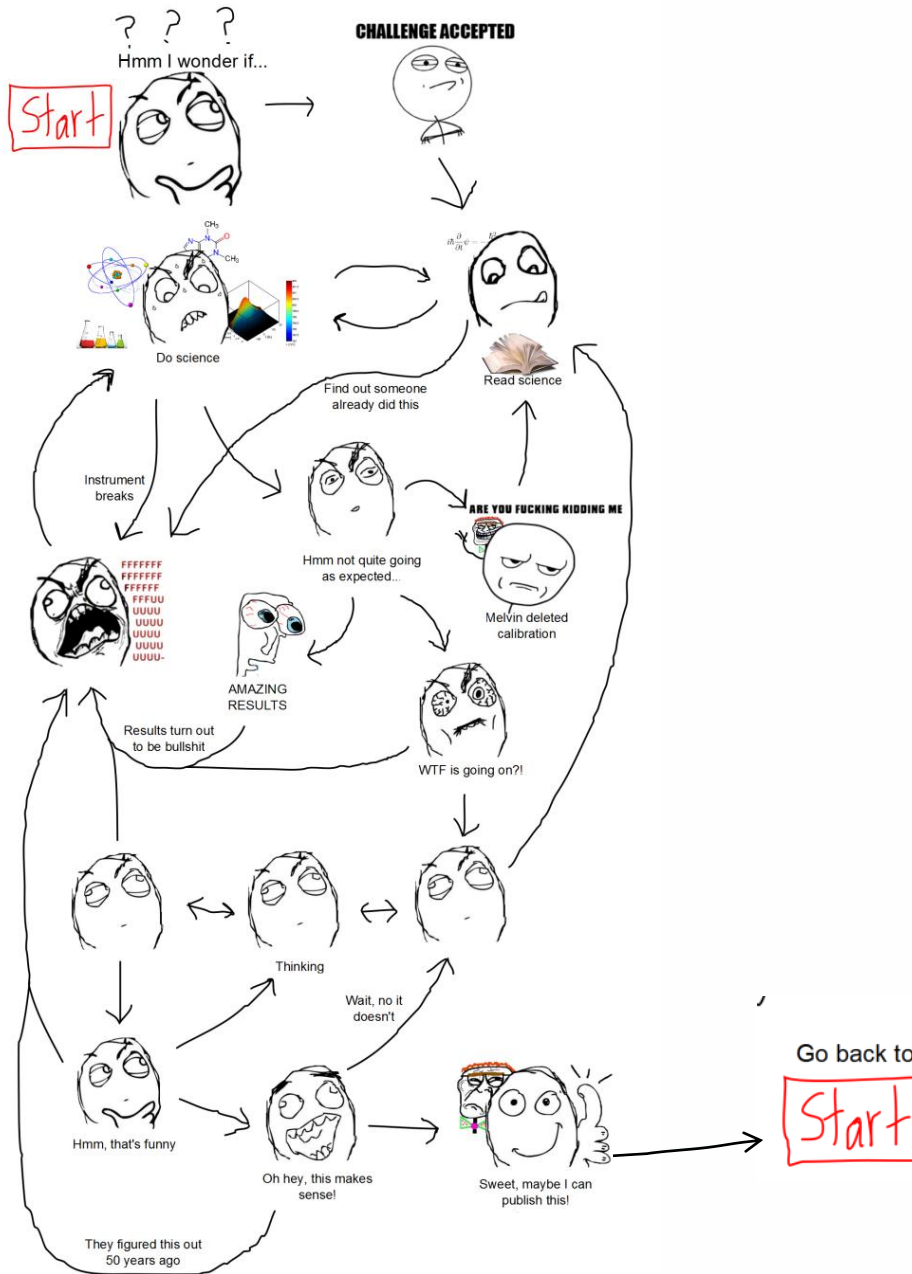 ? ? ?
Hmm I wonder if...
CHALLENGE ACCEPTED
Start
CH₃
N
O
N
CH₃
Do science
Read science
Find out someone
already did this
Instrument
breaks
ARE YOU FUCKING KIDDING ME
Hmm not quite going
as expected...
Melvin deleted
calibration
FFFFFFF
FFFFFFF
FFFFFF
FFFUU
UUUU
UUUU
UUUU
UUUU
UUUU-
AMAZING
RESULTS
Results turn out
to be bullshit
WTF is going on?!
Thinking
Wait, no it
doesn't
Hmm, that's funny
Oh hey, this makes
sense!
Sweet, maybe I can
publish this!
Go back to
Start
They figured this out
50 years ago